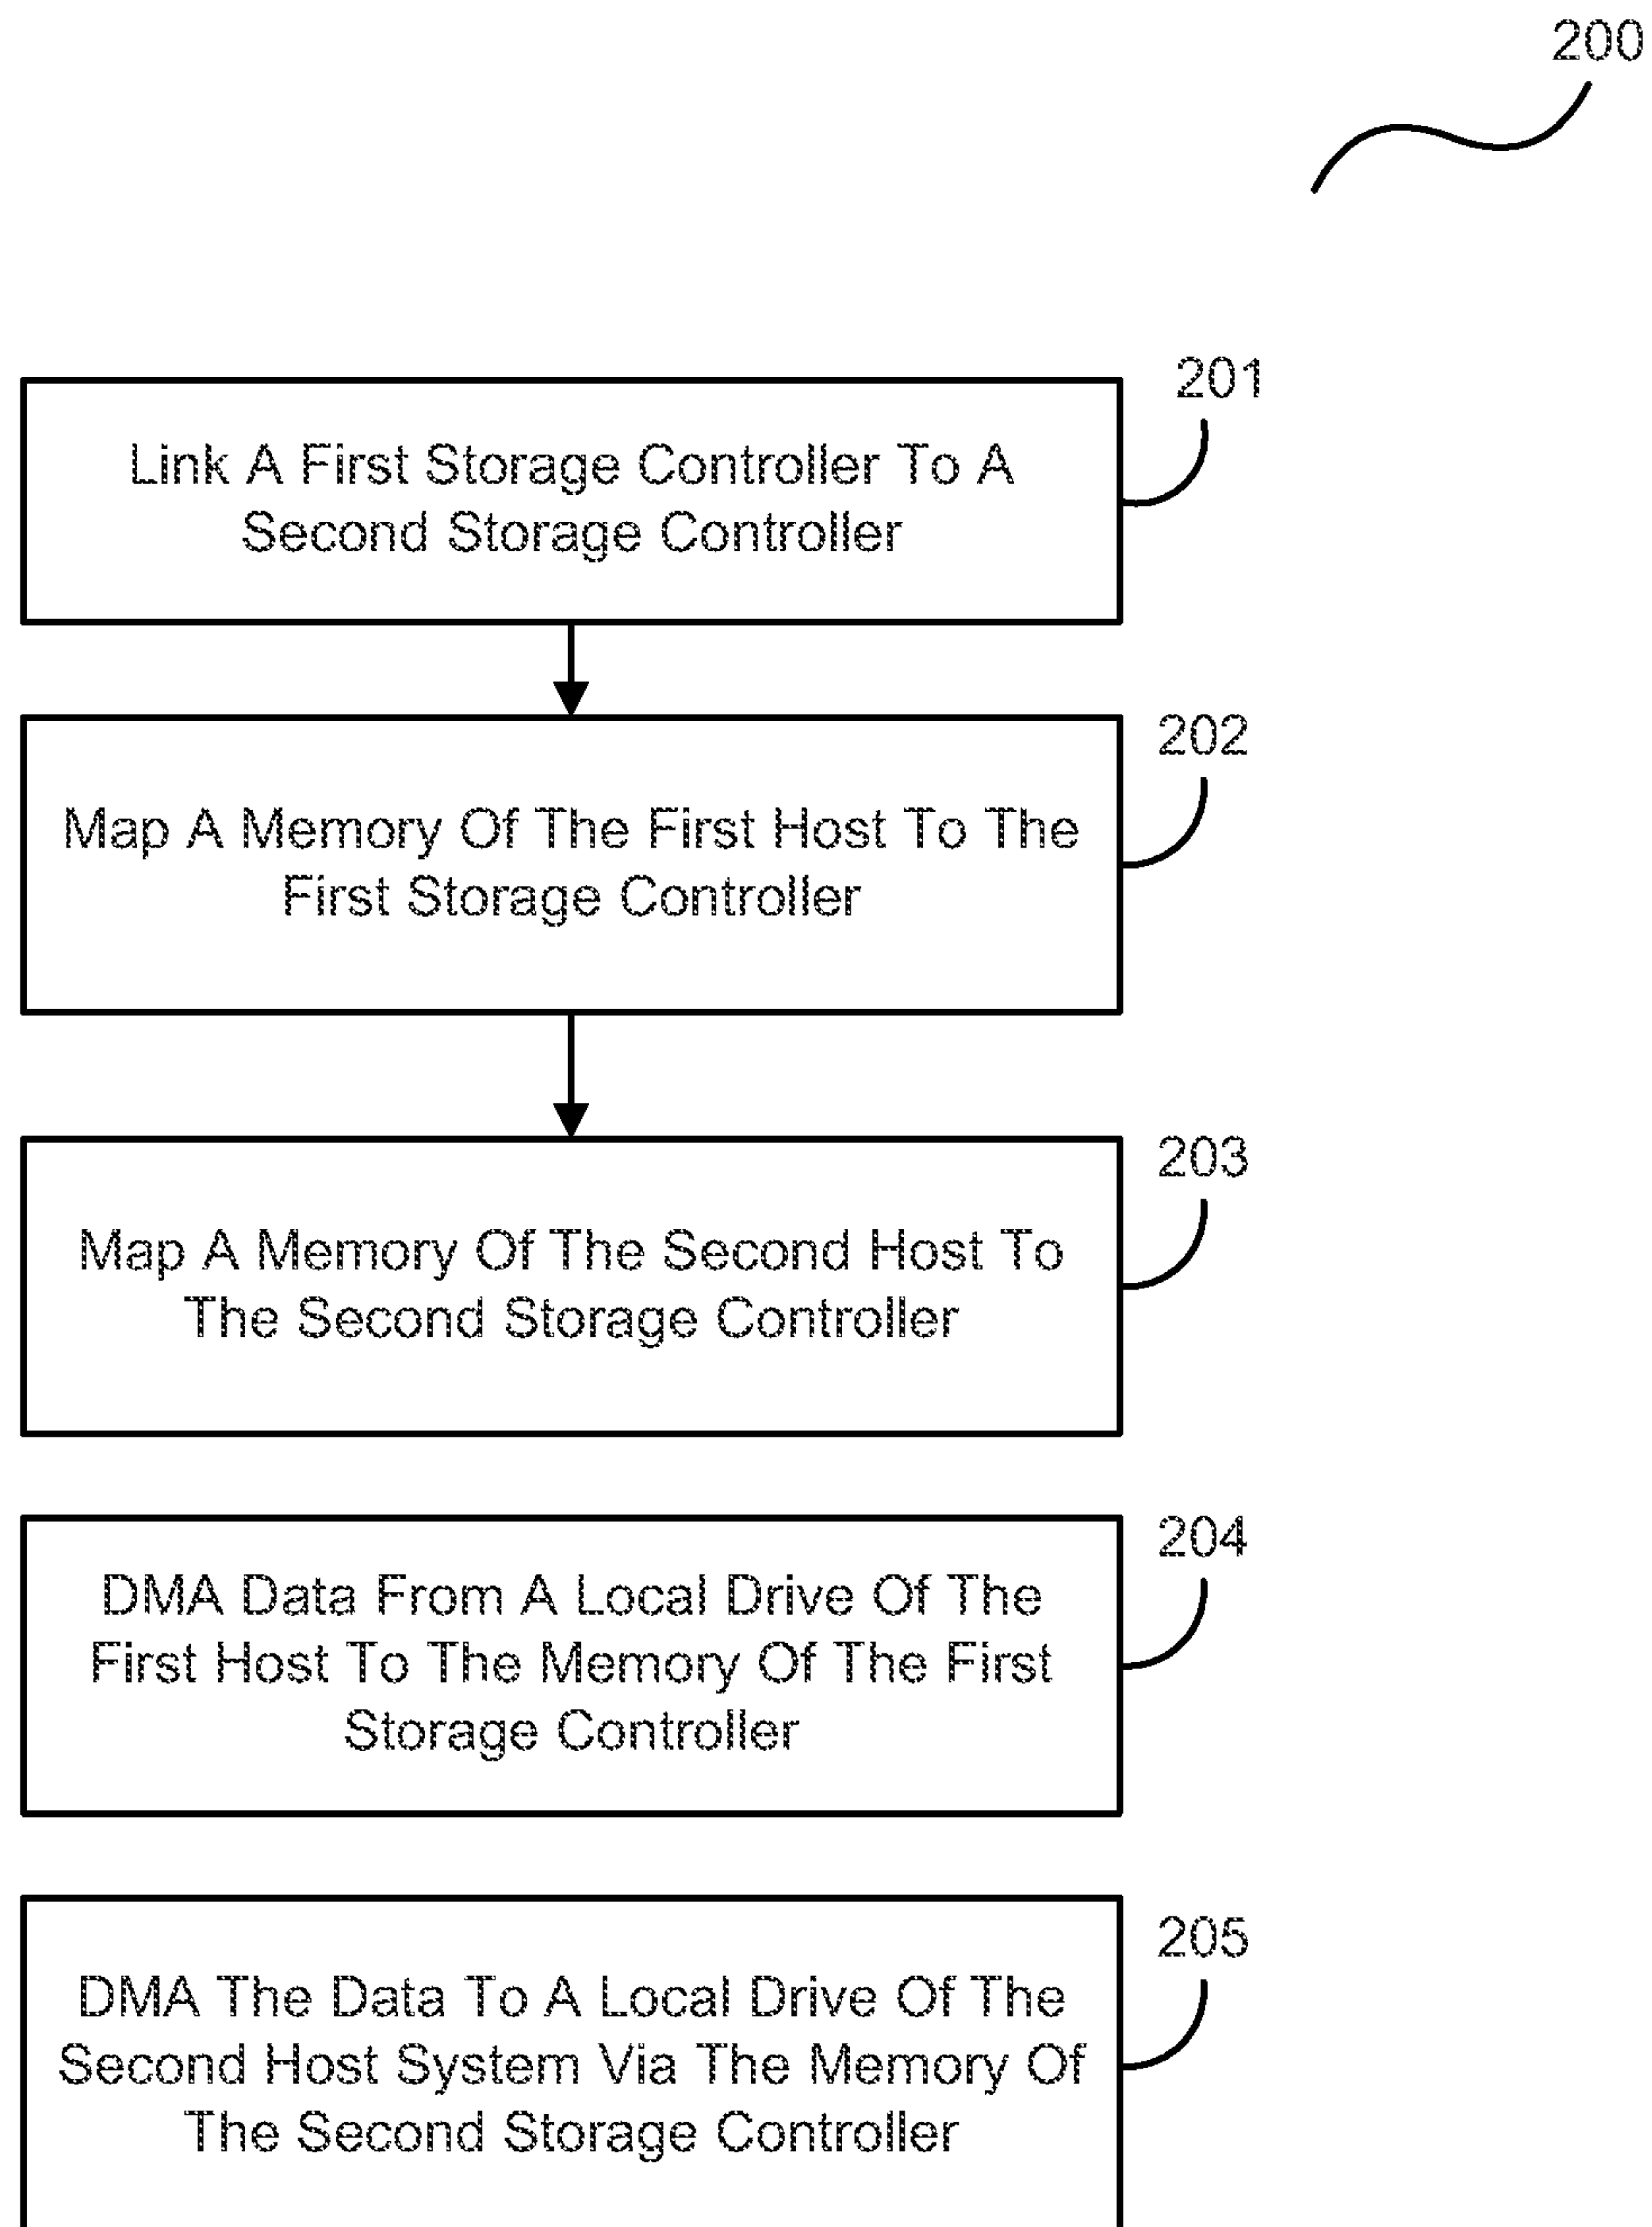 200
201
Link A First Storage Controller To A
Second Storage Controller
202
Map A Memory Of The First Host To The
First Storage Controller
203
Map A Memory Of The Second Host To
The Second Storage Controller
204
DMA Data From A Local Drive Of The
First Host To The Memory Of The First
Storage Controller
205
DMA The Data To A Local Drive Of The
Second Host System Via The Memory Of
The Second Storage Controller